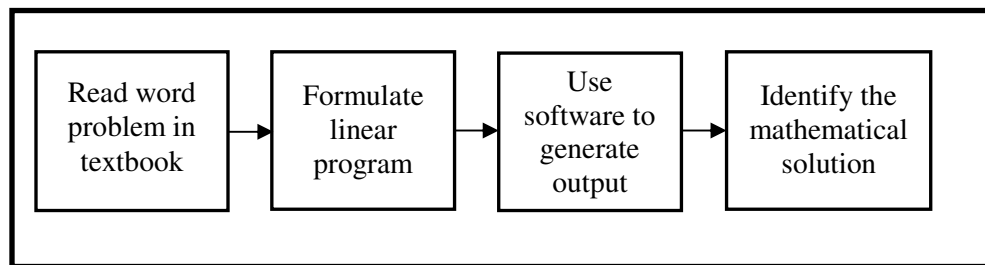 Read word
problem in
textbook
Formulate
linear
program
Use
software to
generate
output
Identify the
mathematical
solution